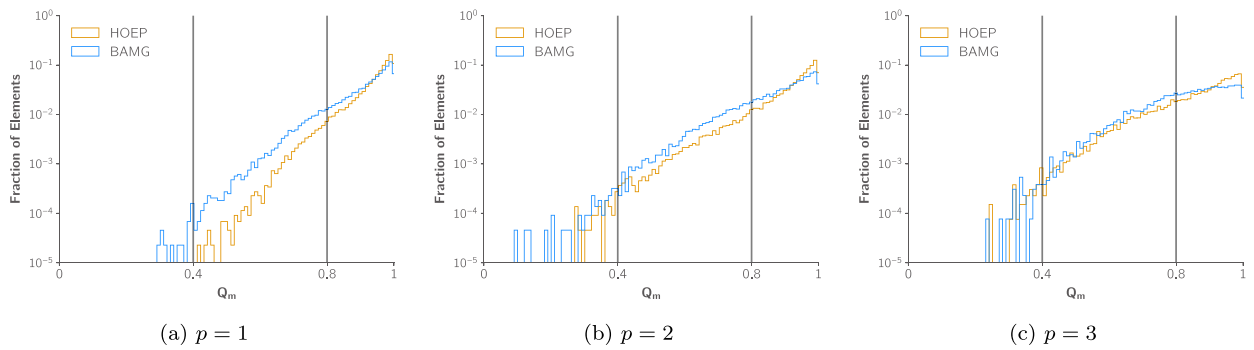 HOEP
BAMG
Fraction of Elements
10^0
10^-1
10^-2
10^-3
10^-4
10^-5
0
0.4
0.8
1
Q_m
(a) p = 1
HOEP
BAMG
Fraction of Elements
10^0
10^-1
10^-2
10^-3
10^-4
10^-5
0
0.4
0.8
1
Q_m
(b) p = 2
HOEP
BAMG
Fraction of Elements
10^0
10^-1
10^-2
10^-3
10^-4
10^-5
0
0.4
0.8
1
Q_m
(c) p = 3